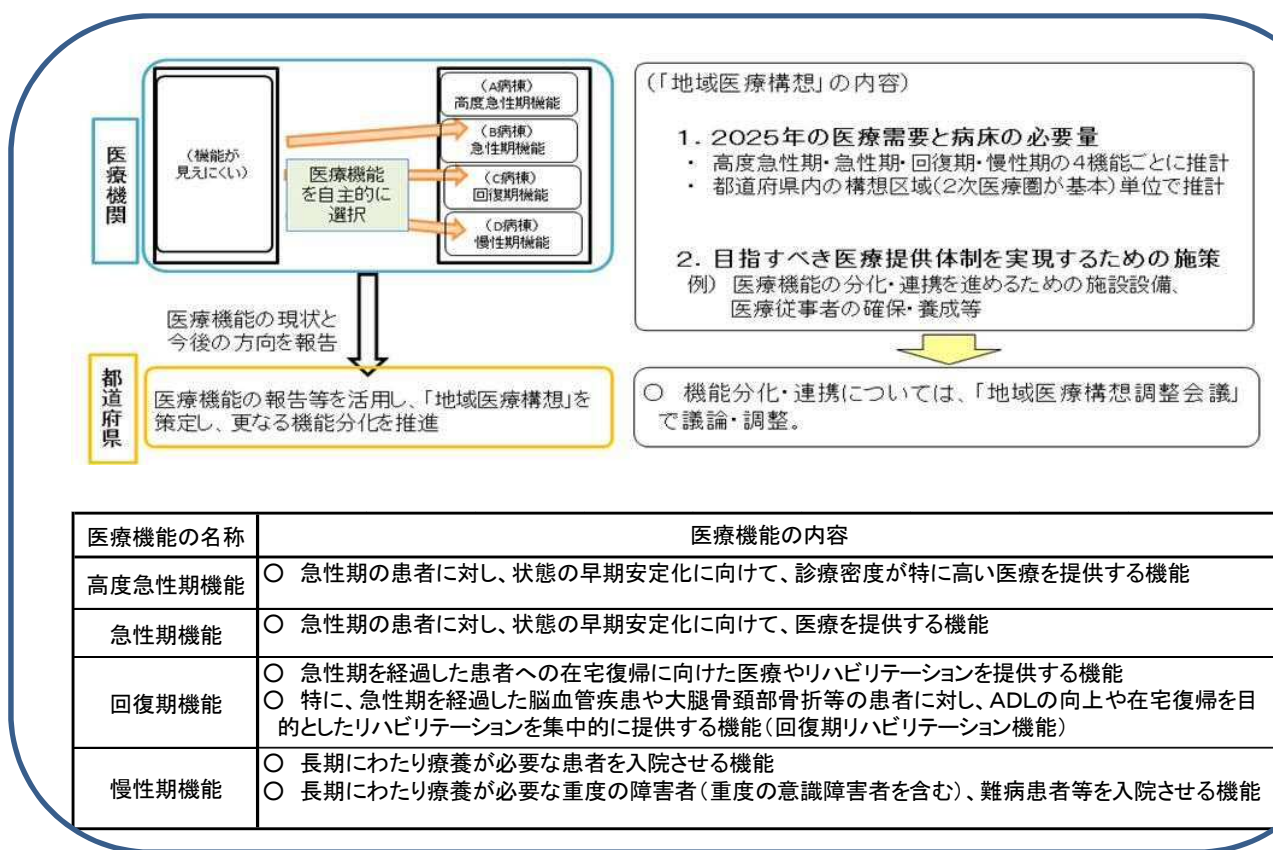 医療機関
(機能が
見えにくい)
医療機能
を自主的に
選択
(A病棟)
高度急性期機能
(B病棟)
急性期機能
(C病棟)
回復期機能
(D病棟)
慢性期機能
医療機能の現状と
今後の方向を報告
都道府県
医療機能の報告等を活用し、「地域医療構想」を
策定し、更なる機能分化を推進
(「地域医療構想」の内容)
1. 2025年の医療需要と病床の必要量
・ 高度急性期・急性期・回復期・慢性期の4機能ごとに推計
・ 都道府県内の構想区域(2次医療圏が基本)単位で推計
2. 目指すべき医療提供体制を実現するための施策
例) 医療機能の分化・連携を進めるための施設設備、
医療従事者の確保・養成等
○ 機能分化・連携については、「地域医療構想調整会議」
で議論・調整。
医療機能の名称 医療機能の内容
高度急性期機能 ○ 急性期の患者に対し、状態の早期安定化に向けて、診療密度が特に高い医療を提供する機能
急性期機能 ○ 急性期の患者に対し、状態の早期安定化に向けて、医療を提供する機能
回復期機能
○ 急性期を経過した患者への在宅復帰に向けた医療やリハビリテーションを提供する機能
○ 特に、急性期を経過した脳血管疾患や大腿骨頚部骨折等の患者に対し、ADLの向上や在宅復帰を目
的としたリハビリテーションを集中的に提供する機能(回復期リハビリテーション機能)
慢性期機能
○ 長期にわたり療養が必要な患者を入院させる機能
○ 長期にわたり療養が必要な重度の障害者(重度の意識障害者を含む)、難病患者等を入院させる機能